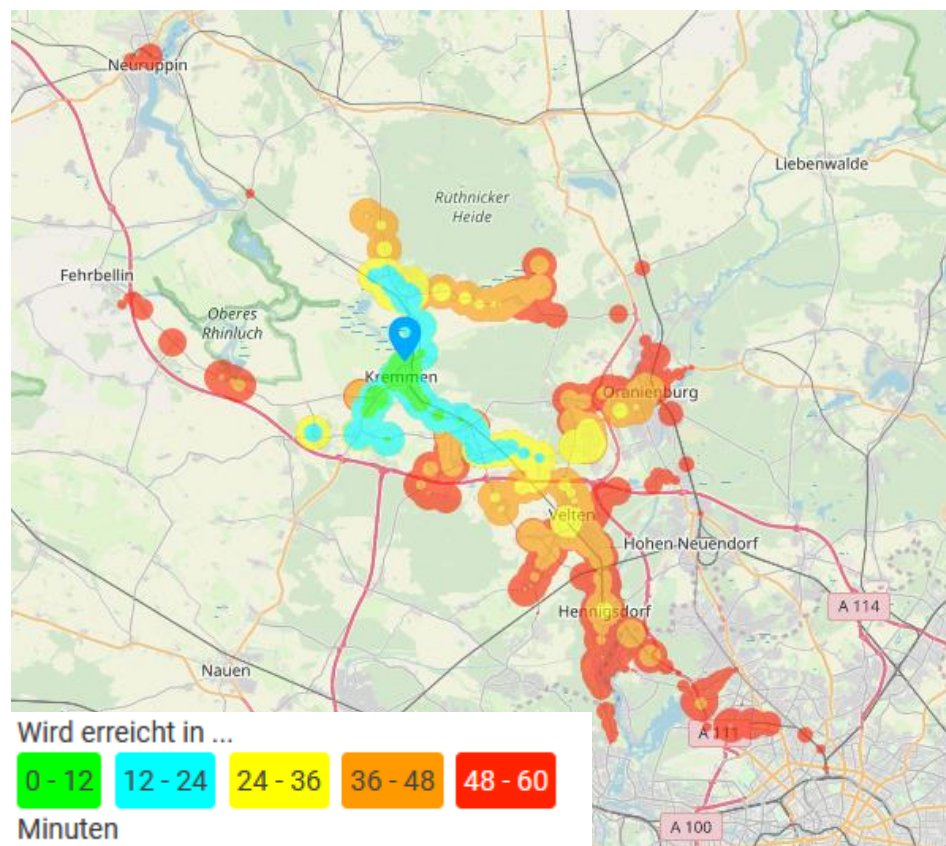 Neuruppin
Liebenwalde
Rüthnicker
Heide
Fehrbellin
Oberes
Rhinluch
Kremmen
Oranienburg
Velten
Hohen Neuendorf
A 114
Hennigsdorf
Nauen
A 111
Wird erreicht in ...
0 - 12 12 - 24 24 - 36 36 - 48 48 - 60
Minuten
A 100